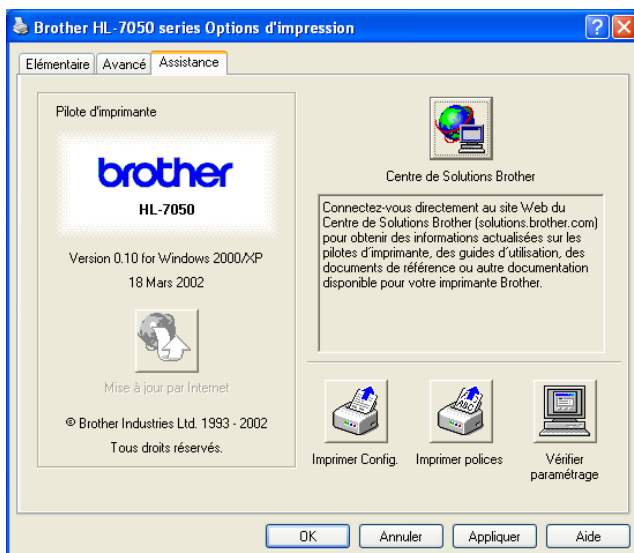 Brother HL-7050 series Options d'impression
Elémentaire
Avancé
Assistance
Pilote d'imprimante
brother
HL-7050
Version 0.10 for Windows 2000/XP
18 Mars 2002
Mise à jour par Internet
© Brother Industries Ltd. 1993 - 2002
Tous droits réservés.
Centre de Solutions Brother
Connectez-vous directement au site Web du
Centre de Solutions Brother (solutions.brother.com)
pour obtenir des informations actualisées sur les
pilotes d'imprimante, des guides d'utilisation, des
documents de référence ou autre documentation
disponible pour votre imprimante Brother.
Imprimer Config.
ABC
Imprimer polices
Vérifier
paramétrage
OK
Annuler
Appliquer
Aide